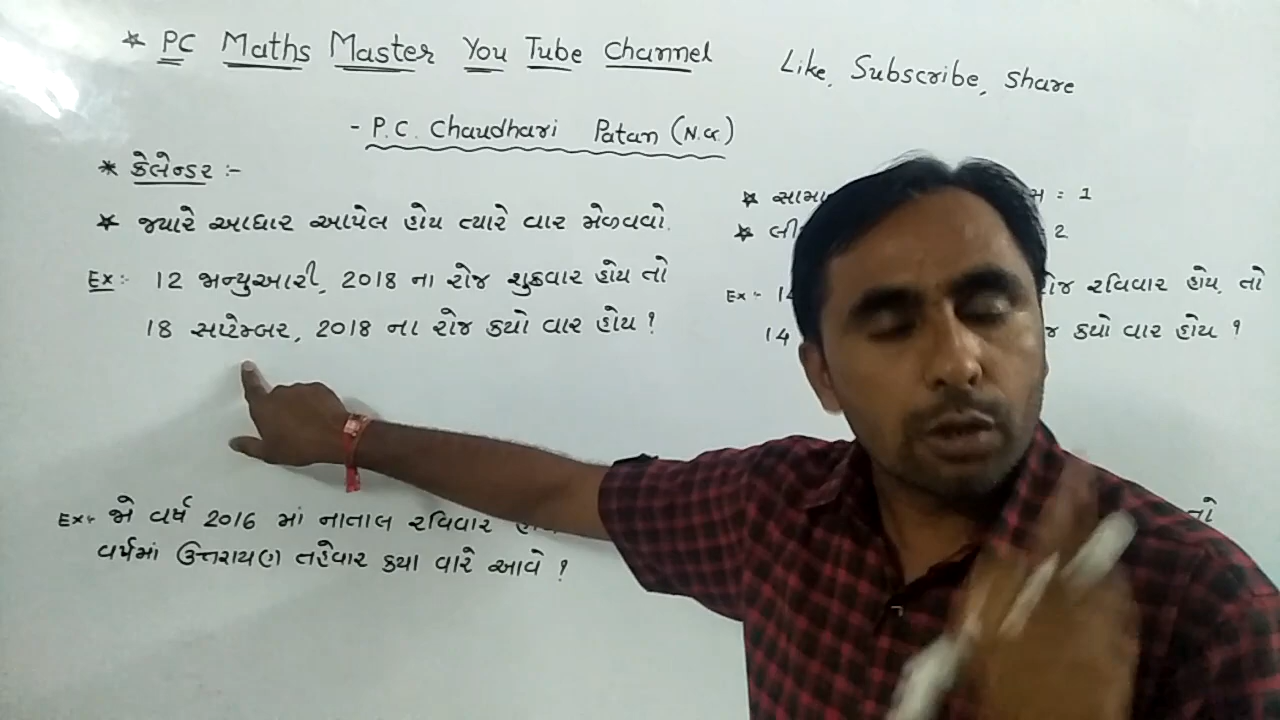 * PC Maths Master You Tube Channel
Like, Subscribe, Share
- P.C. Chaudhari Patan (N.G.)
* કેલેન્ડર :-
* જ્યારે આધાર આપેલ હોય ત્યારે વાર મેળવવો.
Ex:- 12 જાન્યુઆરી, 2018 ના રોજ શુક્રવાર હોય તો
18 સપ્ટેમ્બર, 2018 ના રોજ કયો વાર હોય ?
Ex:- જો વર્ષ 2016 માં નાતાલ રવિવાર
વર્ષમાં ઉત્તરાયણ તહેવાર કયા વારે આવે ?
* = 1
* = 2
Ex:- રવિવાર હોય, તો
14 કયો વાર હોય ?
તો